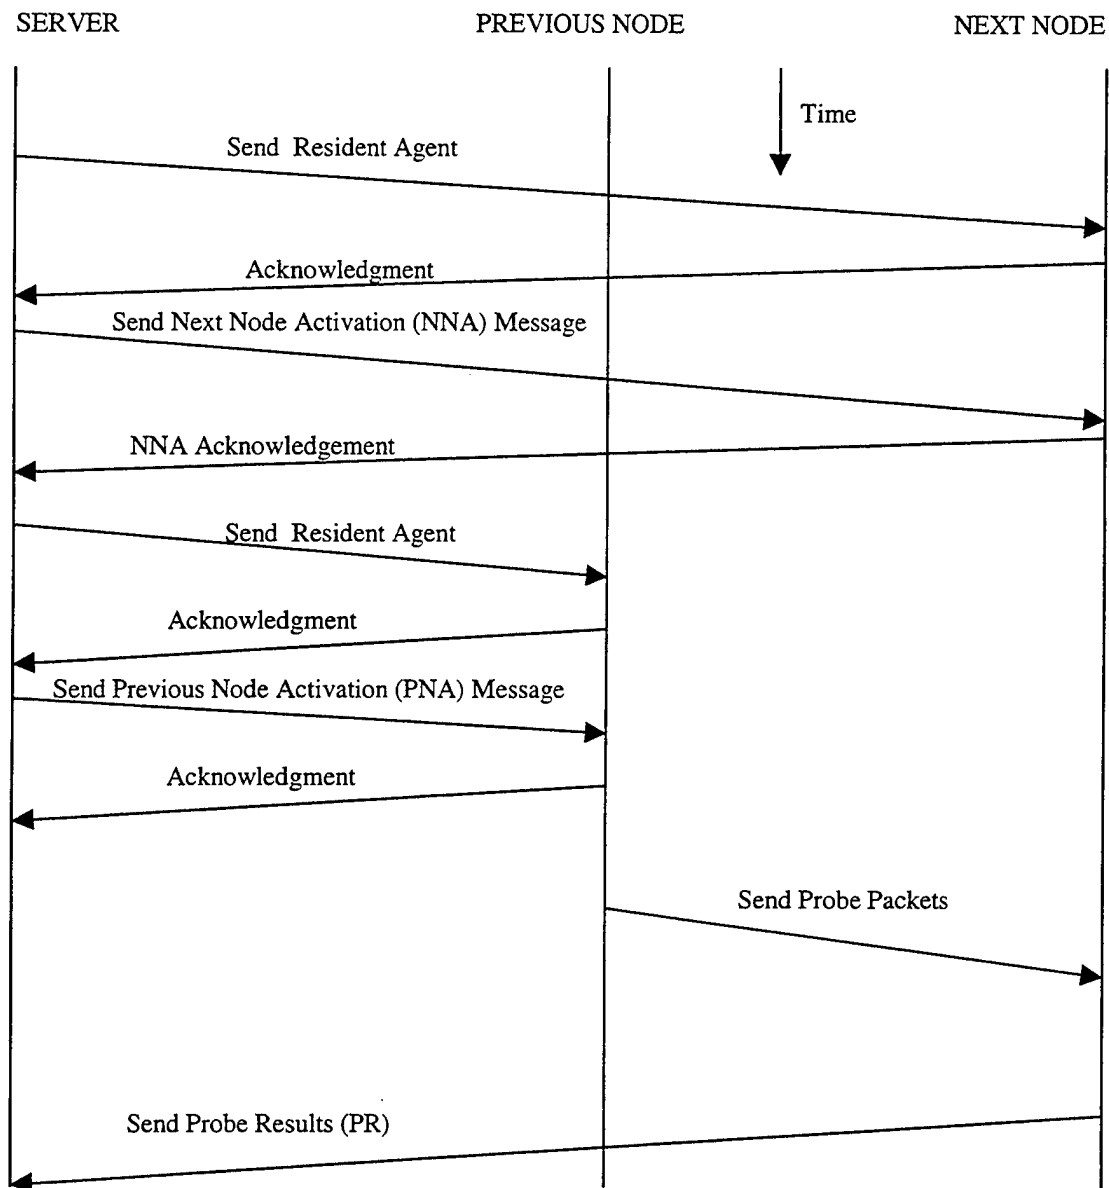 SERVER PREVIOUS NODE NEXT NODE
Time
Send Resident Agent
Acknowledgment
Send Next Node Activation (NNA) Message
NNA Acknowledgement
Send Resident Agent
Acknowledgment
Send Previous Node Activation (PNA) Message
Acknowledgment
Send Probe Packets
Send Probe Results (PR)